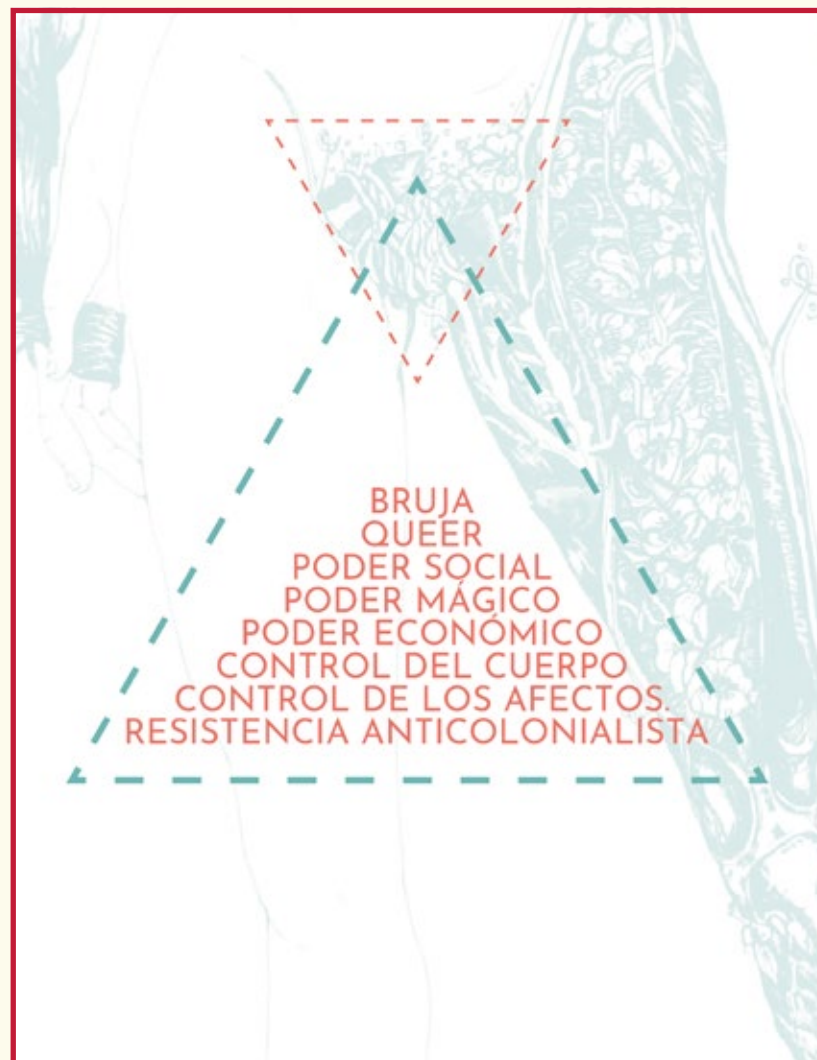 BRUJA
QUEER
PODER SOCIAL
PODER MÁGICO
PODER ECONÓMICO
CONTROL DEL CUERPO
CONTROL DE LOS AFECTOS.
RESISTENCIA ANTICOLONIALISTA